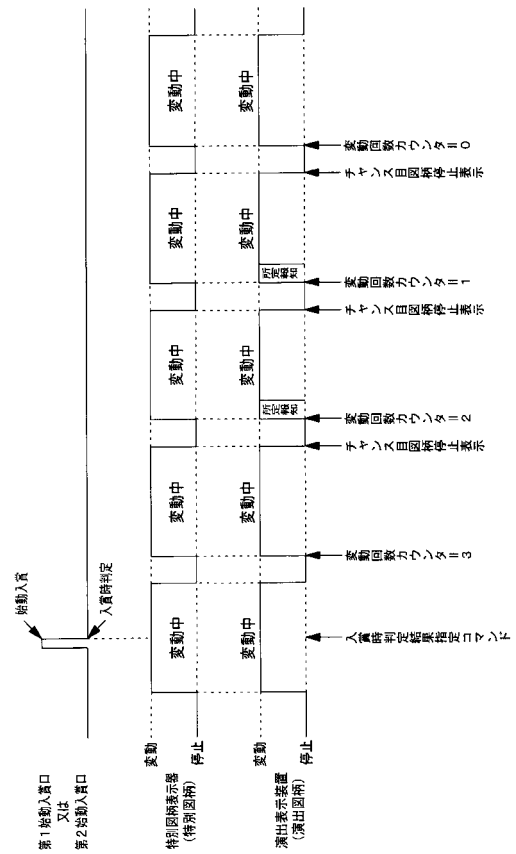 始動入賞
入賞時判定
第1始動入賞口
又は
第2始動入賞口
変動
停止
特別図柄表示器
(特別図柄)
変動中
変動中
変動中
変動中
変動中
変動
停止
演出表示装置
(演出図柄)
変動中
変動中
変動中
変動中
変動中
所定報知
所定報知
入賞時判定結果指定コマンド
変動回数カウンタ=3
チャンス目図柄停止表示
変動回数カウンタ=2
チャンス目図柄停止表示
変動回数カウンタ=1
チャンス目図柄停止表示
変動回数カウンタ=0